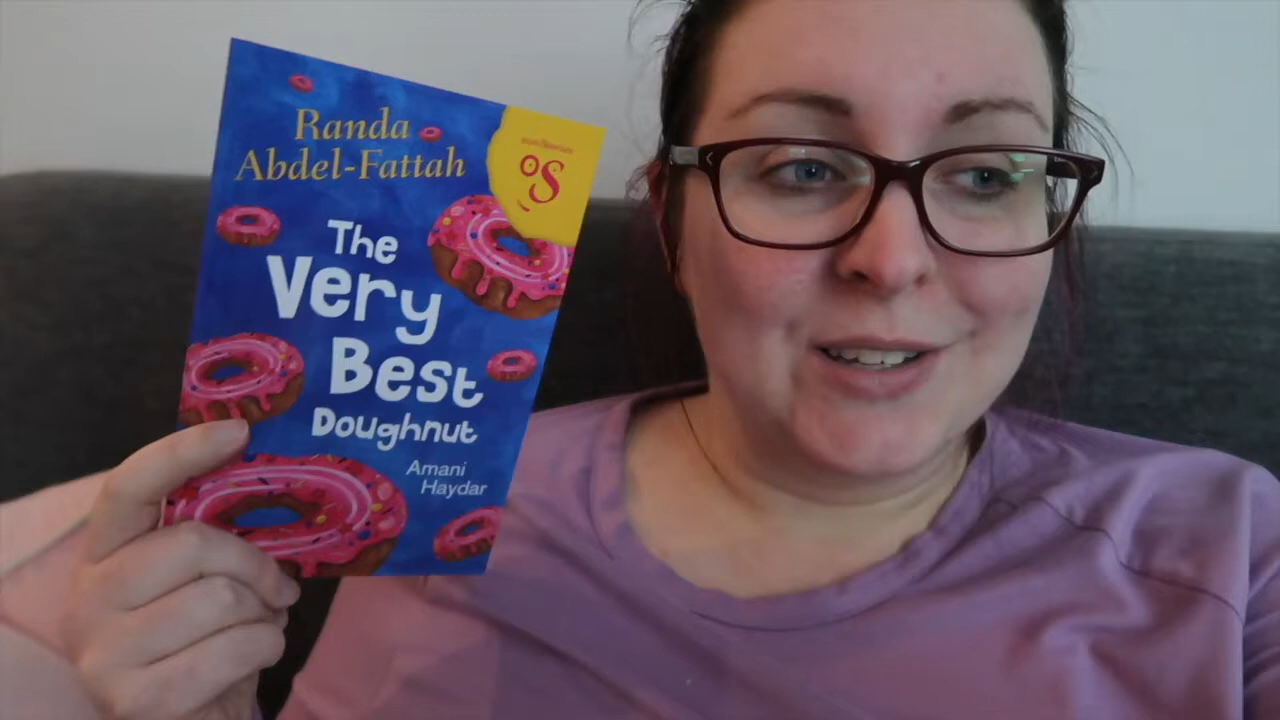 Randa
Abdel-Fattah
S
The
Very
Best
Doughnut
Amani
Haydar